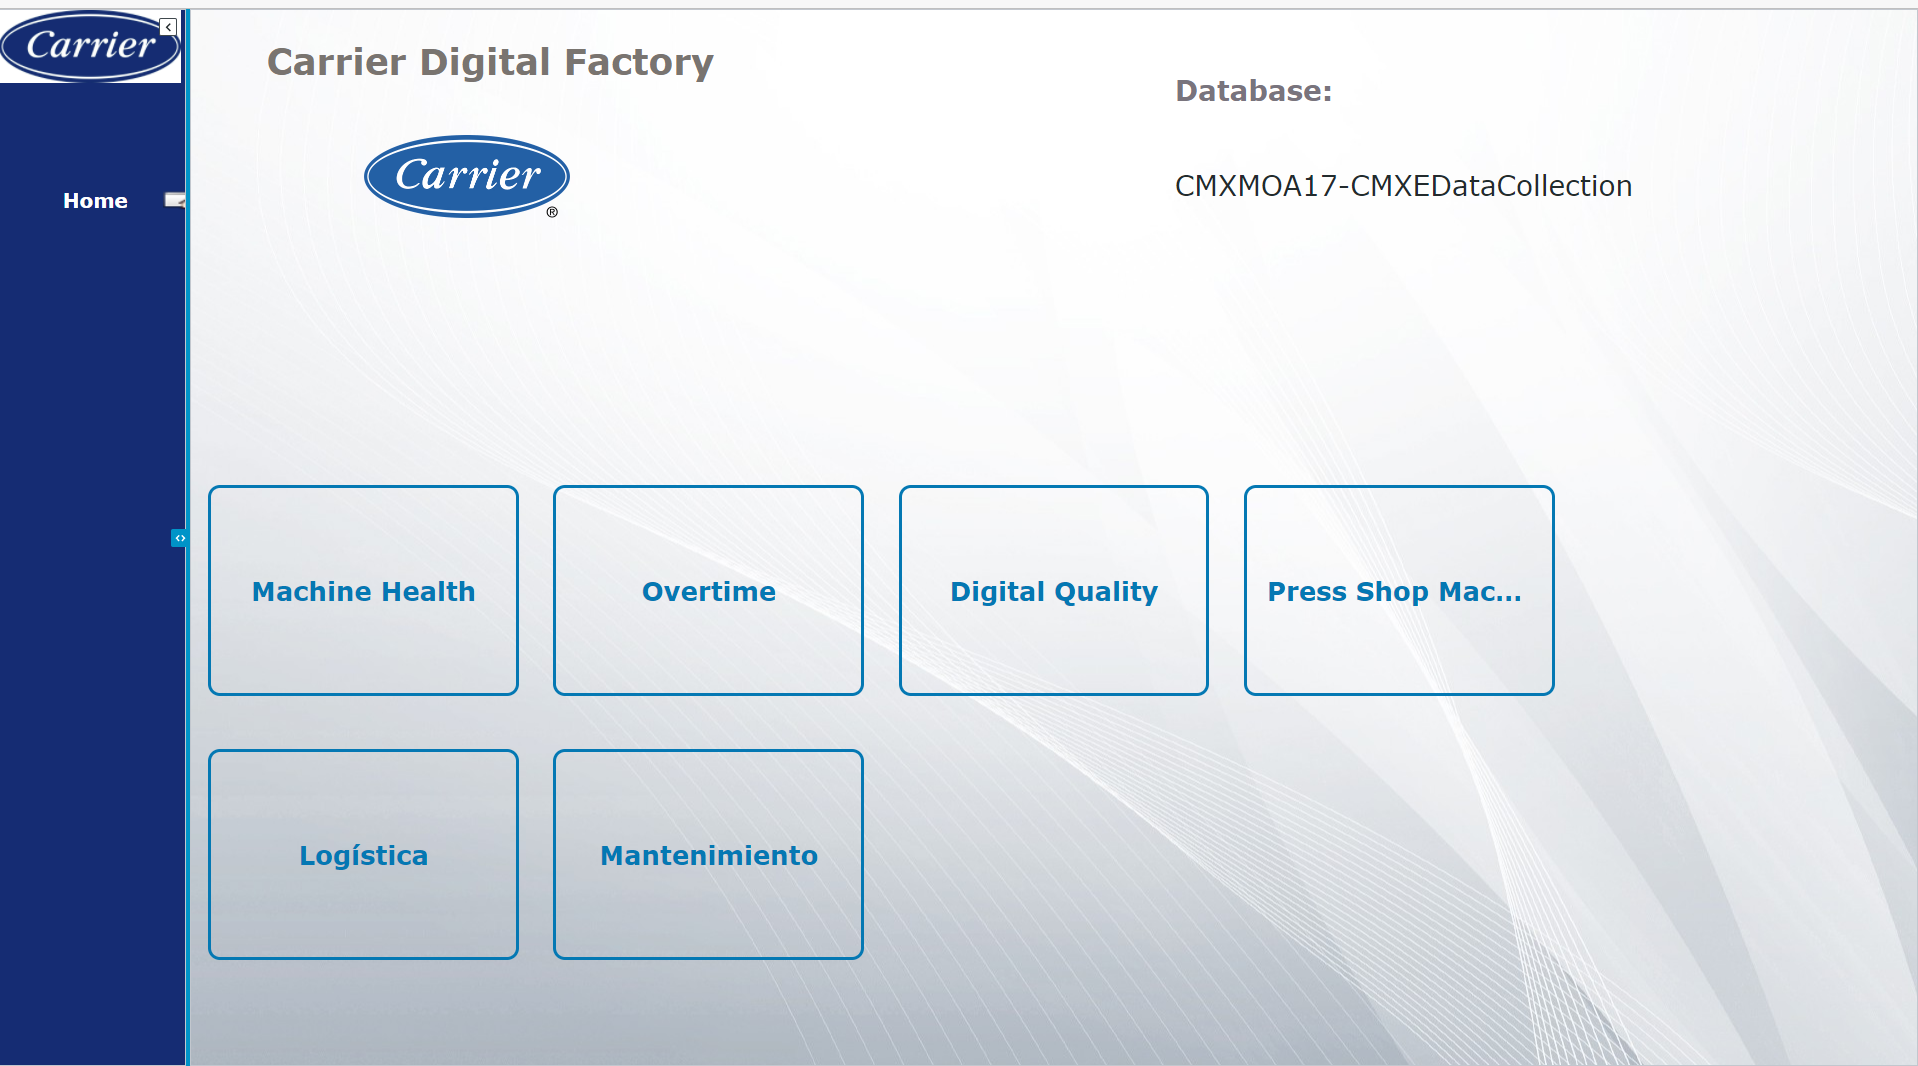 Carrier
Home
Carrier Digital Factory
Carrier
®
Database:
CMXMOA17-CMXEDataCollection
Machine Health
Overtime
Digital Quality
Press Shop Mac...
Logística
Mantenimiento